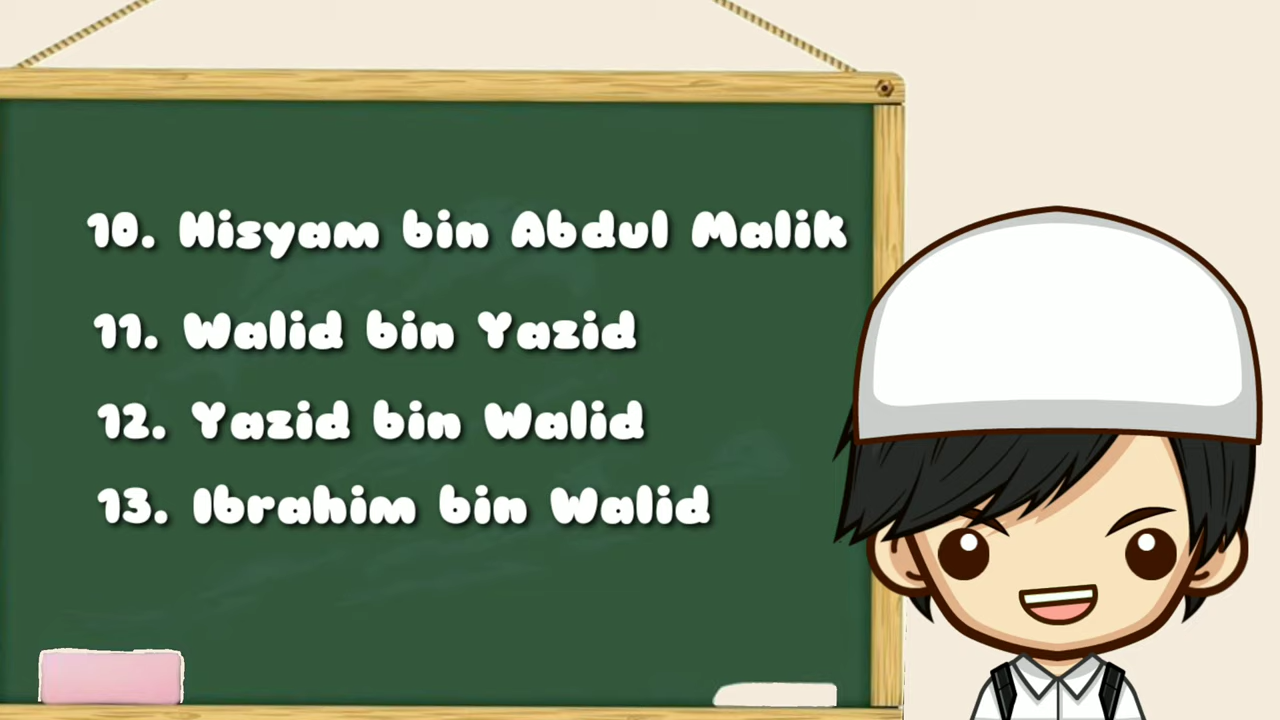 10. Hisyam bin Abdul Malik
11. Walid bin Yazid
12. Yazid bin Walid
13. Ibrahim bin Walid